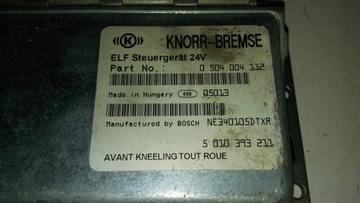 K KNORR-BREMSE
ELF Steuergerät 24V
Part No.: 0 504 004 112
Made in Hungary 050 05013
Manufactured by BOSCH NE340105DTXR
5 010 393 211
AVANT KNEELING TOUT ROUE